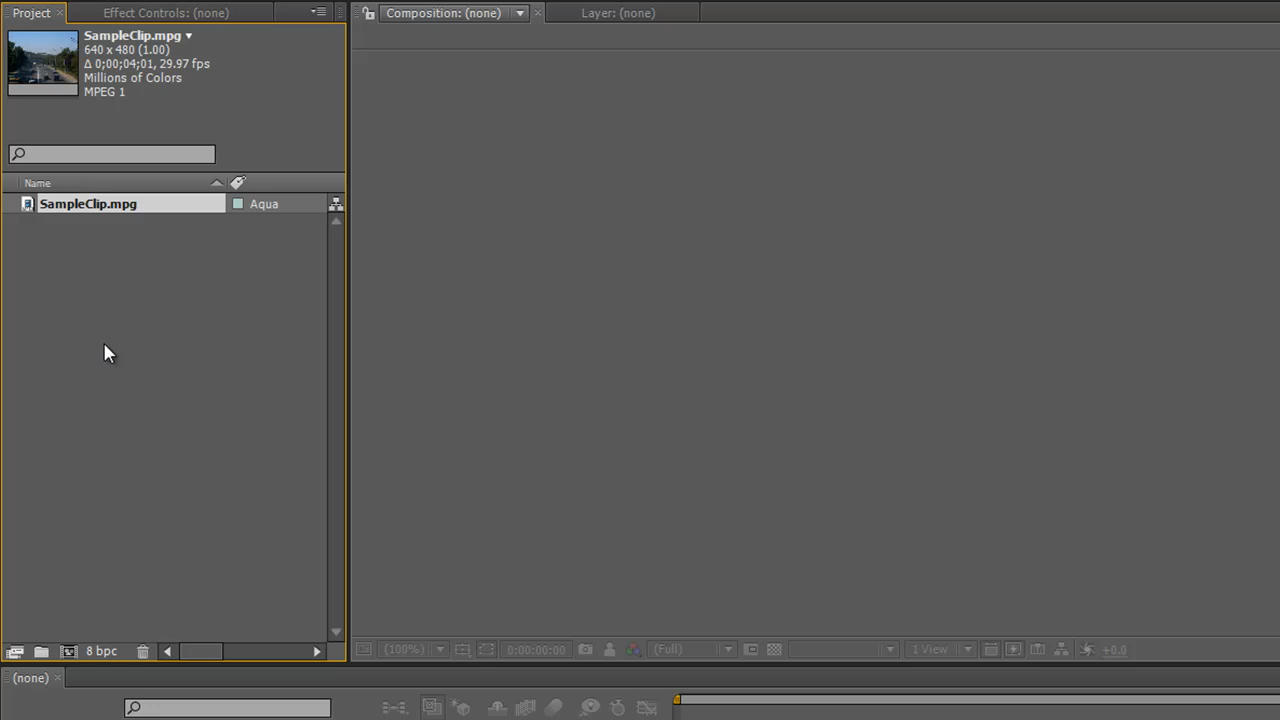 Project
Effect Controls: (none)
Composition: (none)
Layer: (none)
SampleClip.mpg
640 x 480 (1.00)
Δ 0;00;04;01, 29.97 fps
Millions of Colors
MPEG 1
Name
SampleClip.mpg
Aqua
8 bpc
(100%)
0:00:00:00
(Full)
1 View
+0.0
(none)